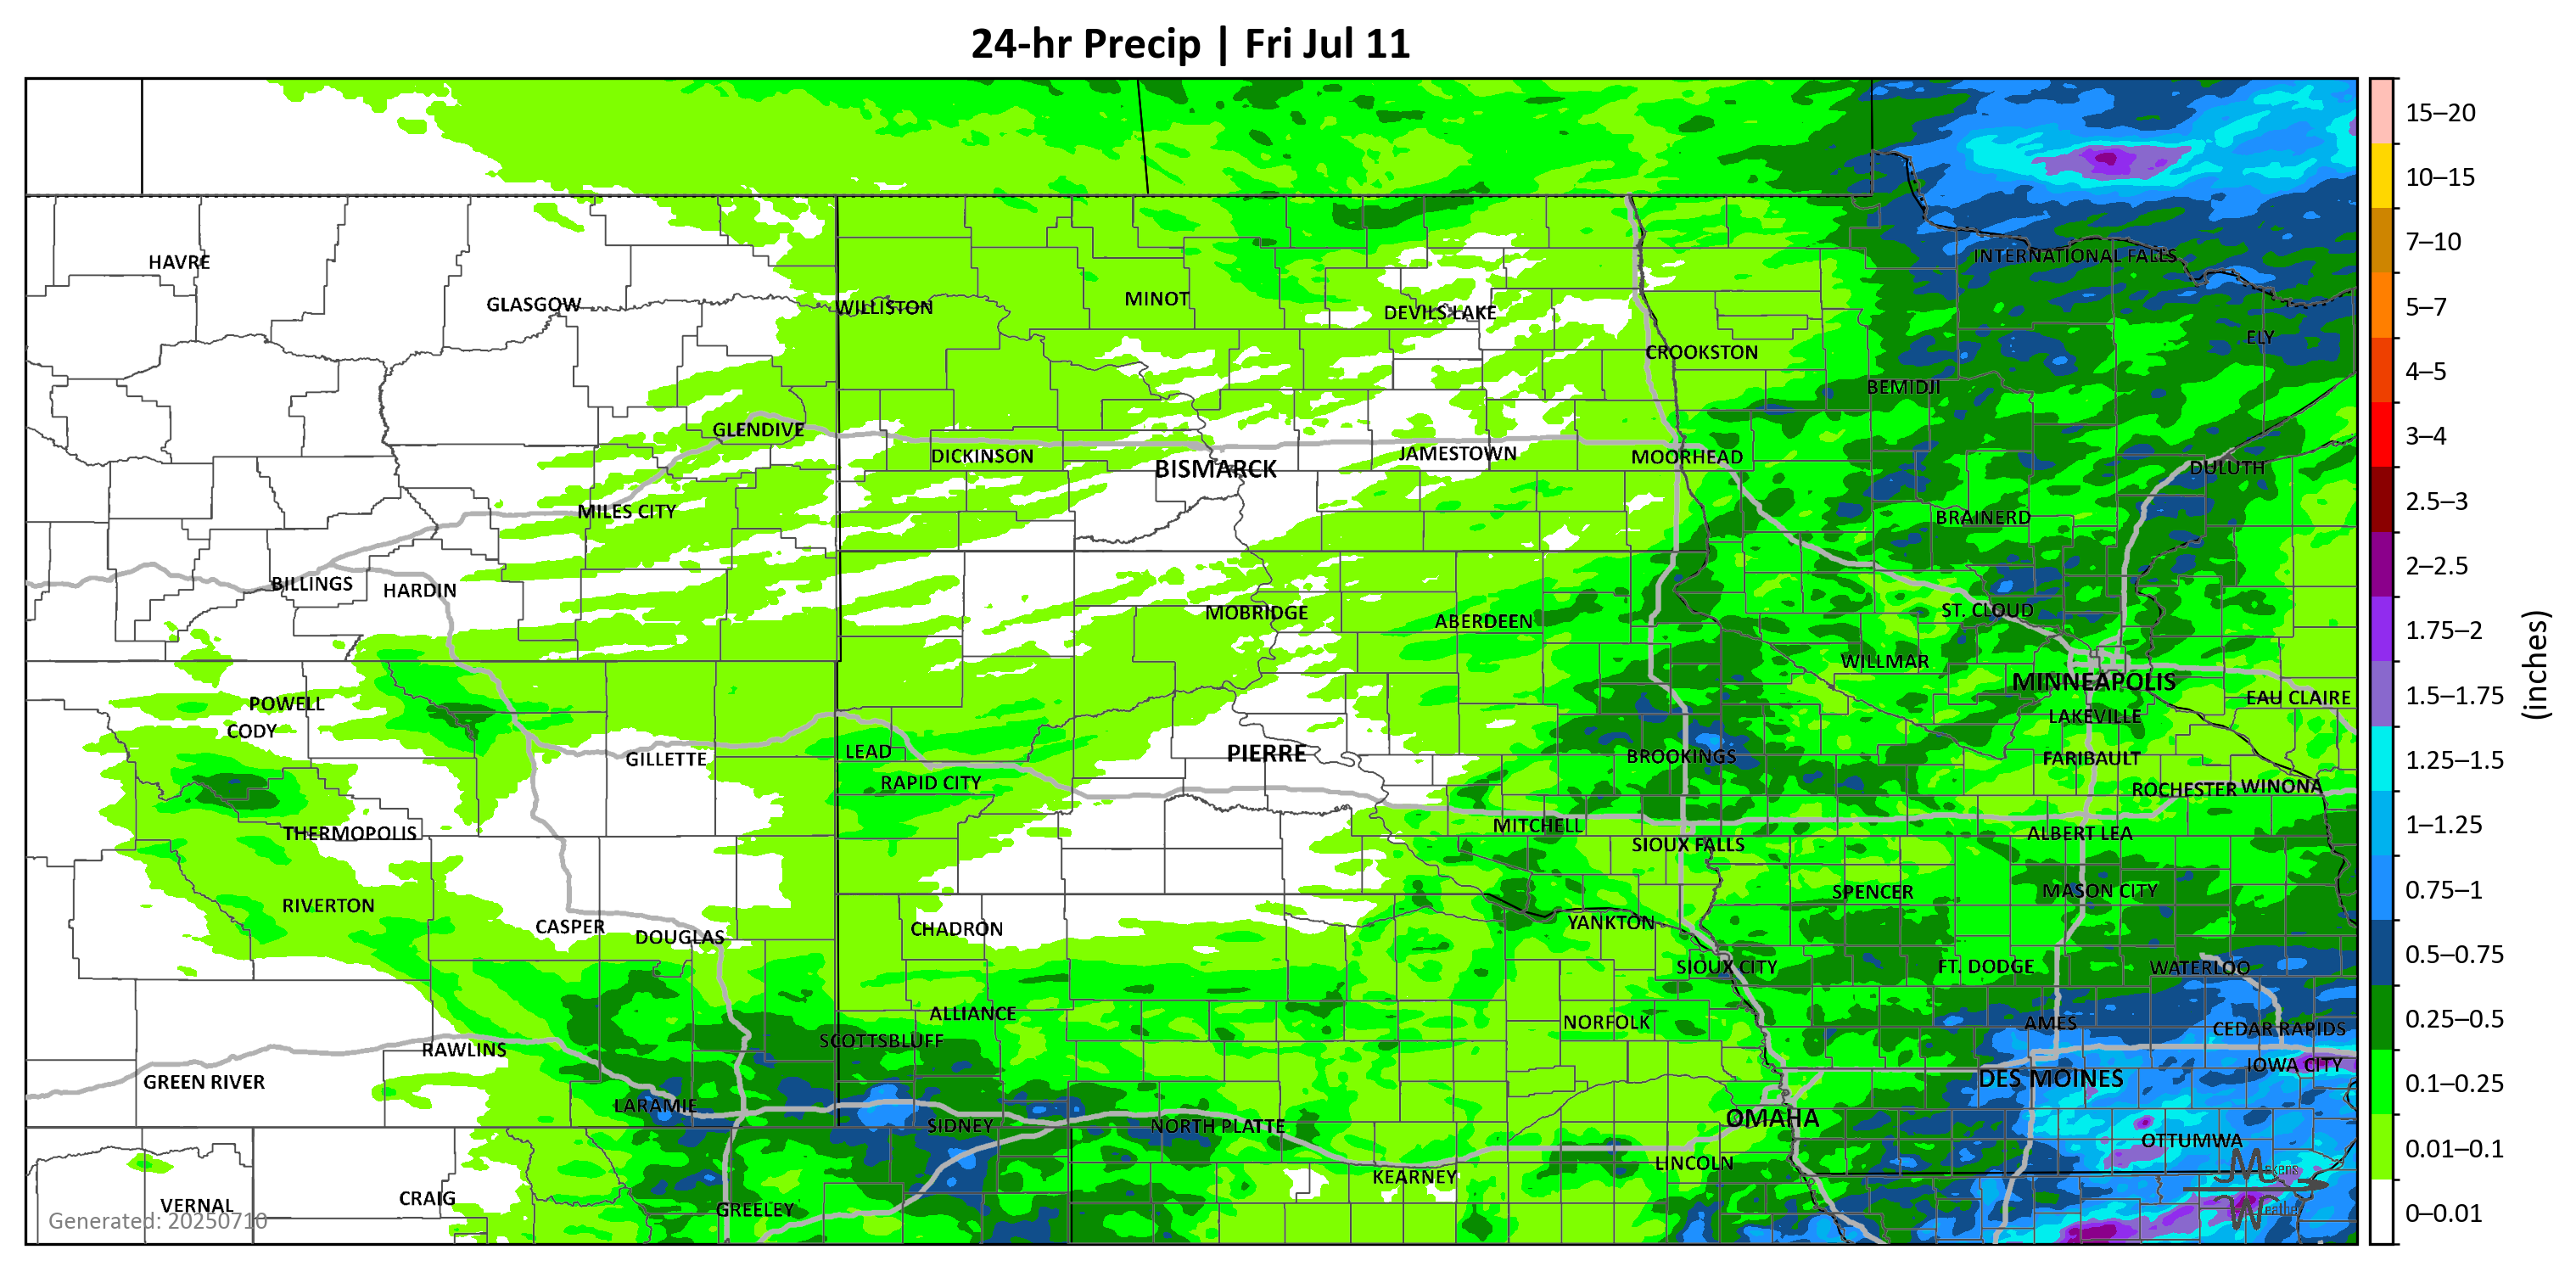 24-hr Precip | Fri Jul 11
15–20
10–15
7–10
5–7
4–5
3–4
2.5–3
2–2.5
1.75–2
1.5–1.75
1.25–1.5
1–1.25
0.75–1
0.5–0.75
0.25–0.5
0.1–0.25
0.01–0.1
0–0.01
(inches)
HAVRE
GLASGOW
WILLISTON
MINOT
DEVILS LAKE
INTERNATIONAL FALLS
ELY
CROOKSTON
BEMIDJI
GLENDIVE
DICKINSON
BISMARCK
JAMESTOWN
MOORHEAD
DULUTH
MILES CITY
BRAINERD
BILLINGS
HARDIN
MOBRIDGE
ABERDEEN
ST. CLOUD
WILLMAR
MINNEAPOLIS
EAU CLAIRE
POWELL
CODY
LAKEVILLE
GILLETTE
LEAD
PIERRE
BROOKINGS
FARIBAULT
RAPID CITY
ROCHESTER
WINONA
THERMOPOLIS
MITCHELL
ALBERT LEA
SIOUX FALLS
RIVERTON
SPENCER
MASON CITY
CASPER
DOUGLAS
CHADRON
YANKTON
SIOUX CITY
FT. DODGE
WATERLOO
ALLIANCE
NORFOLK
AMES
CEDAR RAPIDS
RAWLINS
SCOTTSBLUFF
IOWA CITY
GREEN RIVER
DES MOINES
LARAMIE
SIDNEY
NORTH PLATTE
OMAHA
OTTUMWA
LINCOLN
KEARNEY
Makens
Weather
VERNAL
CRAIG
GREELEY
Generated: 20250710